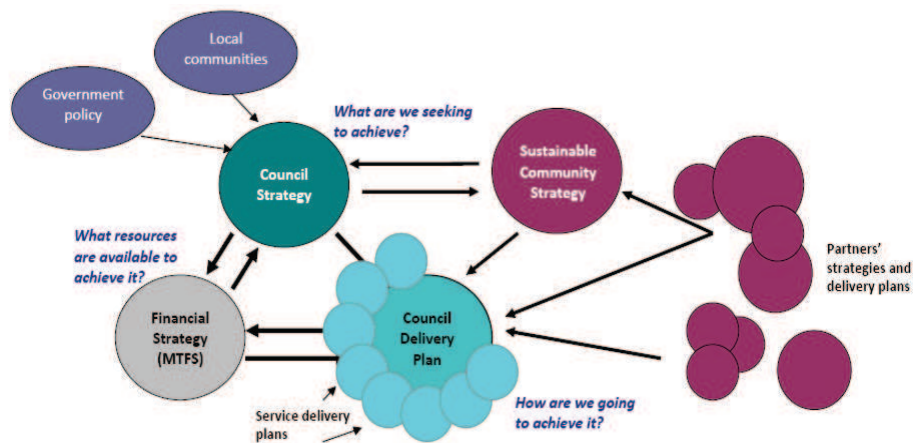 Local
communities
Government
policy
What are we seeking
to achieve?
Council
Strategy
Sustainable
Community
Strategy
What resources
are available to
achieve it?
Partners'
strategies and
delivery plans
Financial
Strategy
(MTFS)
Council
Delivery
Plan
How are we going
to achieve it?
Service delivery
plans